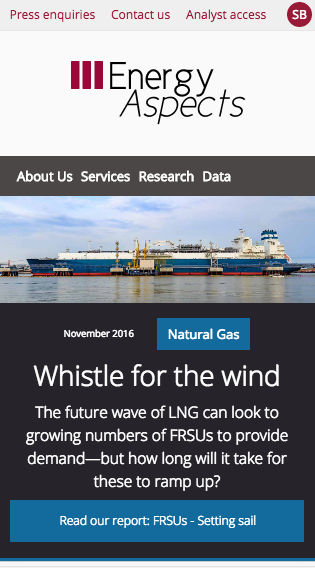 Press enquiries Contact us Analyst access SB
Energy
Aspects
About Us Services Research Data
November 2016 Natural Gas
Whistle for the wind
The future wave of LNG can look to
growing numbers of FRSUs to provide
demand—but how long will it take for
these to ramp up?
Read our report: FRSUs - Setting sail